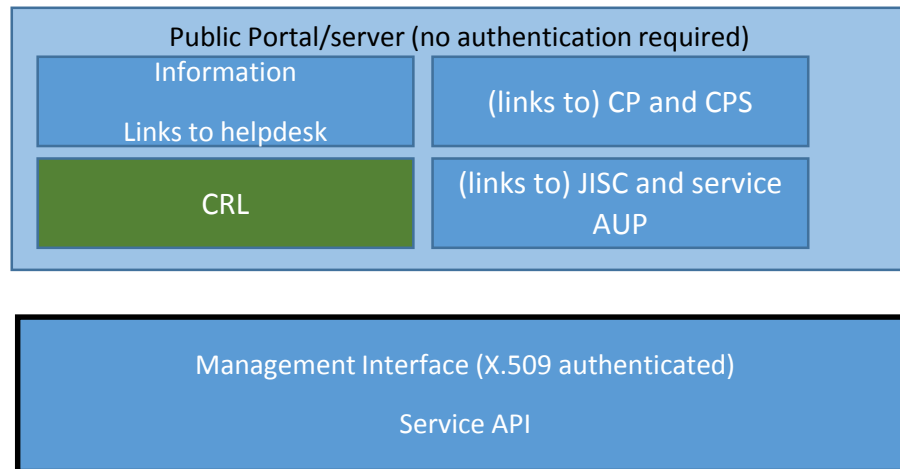 Public Portal/server (no authentication required)
Information
Links to helpdesk
(links to) CP and CPS
CRL
(links to) JISC and service
AUP
Management Interface (X.509 authenticated)
Service API